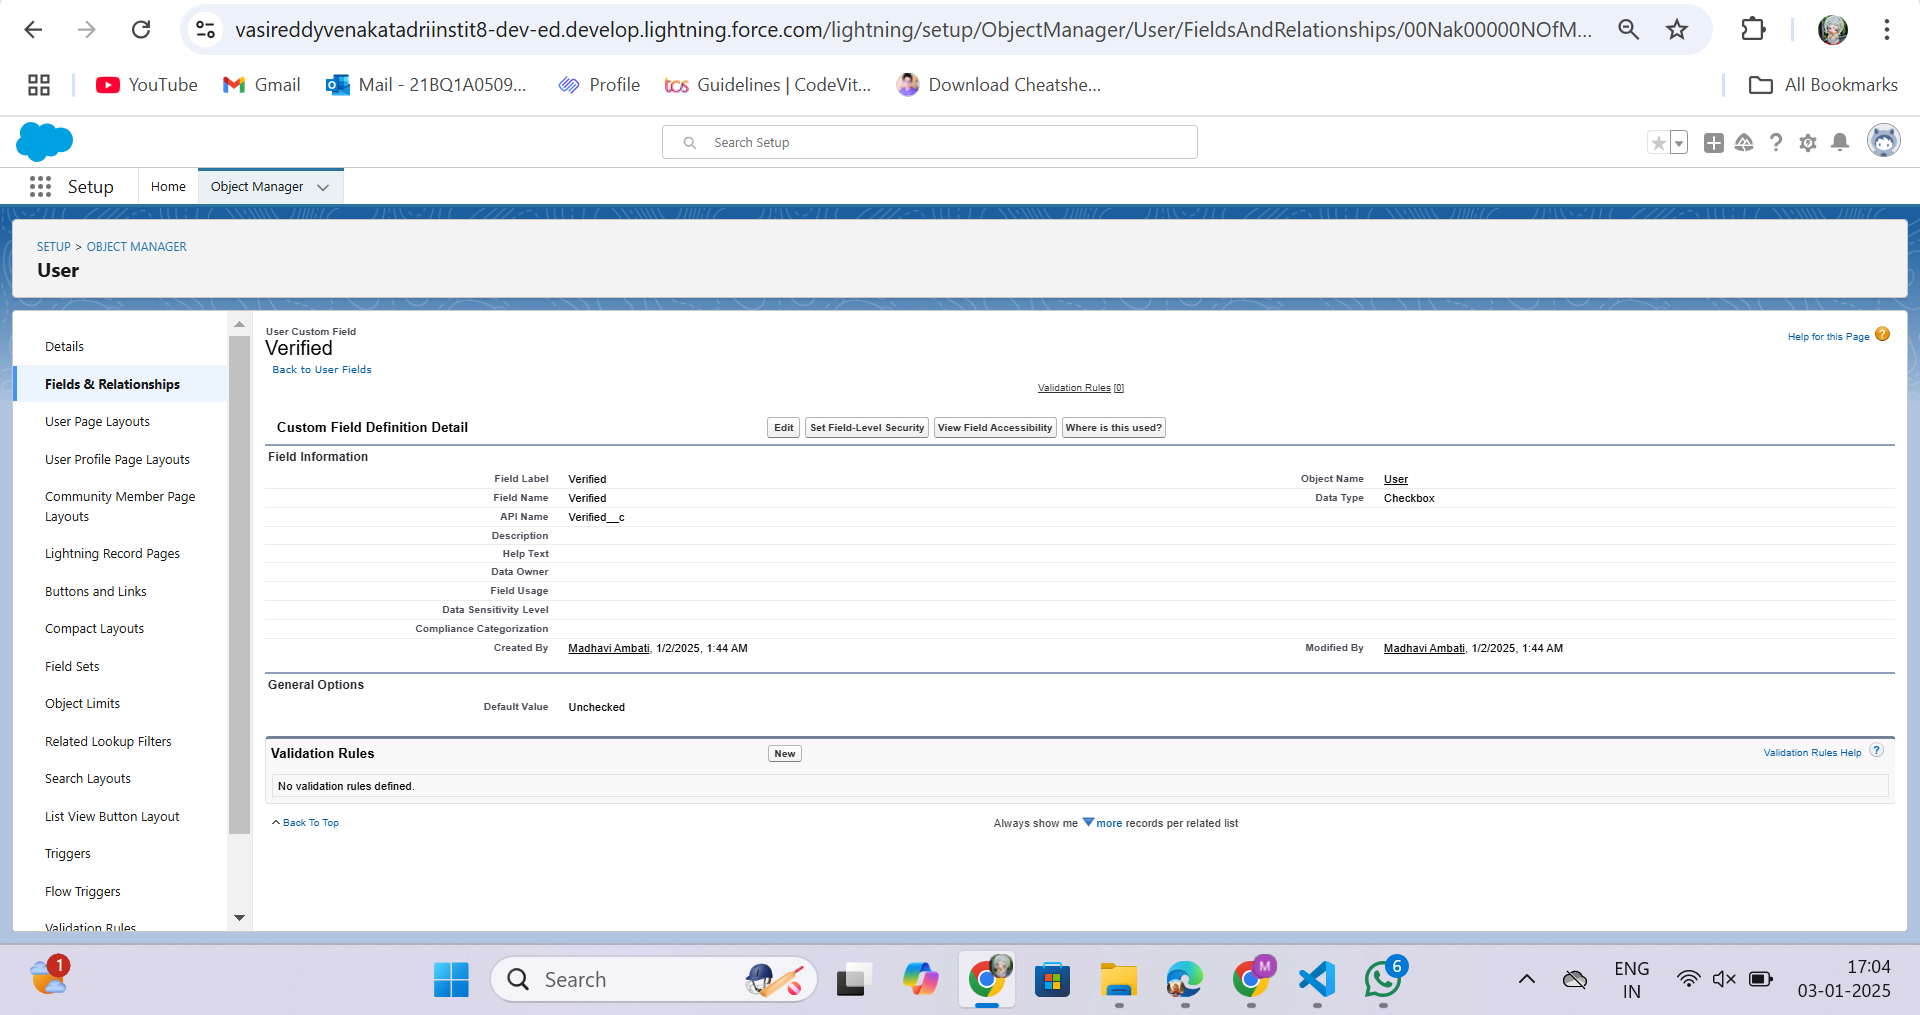 vasireddyvenakatadriinstit8-dev-ed.develop.lightning.force.com/lightning/setup/ObjectManager/User/FieldsAndRelationships/00Nak00000NOfM...
YouTube Gmail Mail - 21BQ1A0509... Profile tcs Guidelines | CodeVit... Download Cheatshe... All Bookmarks
Search Setup
Setup Home Object Manager
SETUP > OBJECT MANAGER
User
Details
Fields & Relationships
User Page Layouts
User Profile Page Layouts
Community Member Page
Layouts
Lightning Record Pages
Buttons and Links
Compact Layouts
Field Sets
Object Limits
Related Lookup Filters
Search Layouts
List View Button Layout
Triggers
Flow Triggers
Validation Rules
User Custom Field
Verified
Back to User Fields
Help for this Page ?
Validation Rules [0]
Custom Field Definition Detail Edit Set Field-Level Security View Field Accessibility Where is this used?
Field Information
Field Label Verified Object Name User
Field Name Verified Data Type Checkbox
API Name Verified__c
Description
Help Text
Data Owner
Field Usage
Data Sensitivity Level
Compliance Categorization
Created By Madhavi Ambati, 1/2/2025, 1:44 AM Modified By Madhavi Ambati, 1/2/2025, 1:44 AM
General Options
Default Value Unchecked
Validation Rules New Validation Rules Help ?
No validation rules defined.
Back To Top Always show me more records per related list
1 Search M 6 ENG 17:04
IN 03-01-2025